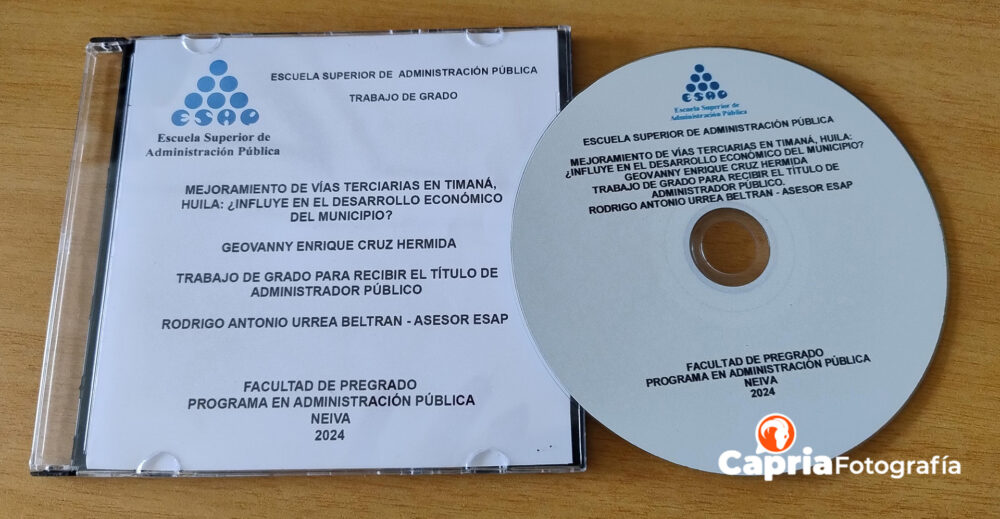 ESAP
Escuela Superior de
Administración Pública
ESCUELA SUPERIOR DE ADMINISTRACIÓN PÚBLICA
TRABAJO DE GRADO
MEJORAMIENTO DE VÍAS TERCIARIAS EN TIMANÁ,
HUILA: ¿INFLUYE EN EL DESARROLLO ECONÓMICO
DEL MUNICIPIO?
GEOVANNY ENRIQUE CRUZ HERMIDA
TRABAJO DE GRADO PARA RECIBIR EL TÍTULO DE
ADMINISTRADOR PÚBLICO
RODRIGO ANTONIO URREA BELTRAN - ASESOR ESAP
FACULTAD DE PREGRADO
PROGRAMA EN ADMINISTRACIÓN PÚBLICA
NEIVA
2024
ESAP
Escuela Superior de
Administración Pública
ESCUELA SUPERIOR DE ADMINISTRACIÓN PÚBLICA
MEJORAMIENTO DE VÍAS TERCIARIAS EN TIMANÁ, HUILA:
¿INFLUYE EN EL DESARROLLO ECONÓMICO DEL MUNICIPIO?
GEOVANNY ENRIQUE CRUZ HERMIDA
TRABAJO DE GRADO PARA RECIBIR EL TÍTULO DE
ADMINISTRADOR PÚBLICO.
RODRIGO ANTONIO URREA BELTRAN - ASESOR ESAP
FACULTAD DE PREGRADO
PROGRAMA EN ADMINISTRACIÓN PÚBLICA
NEIVA
2024
Capria Fotografía